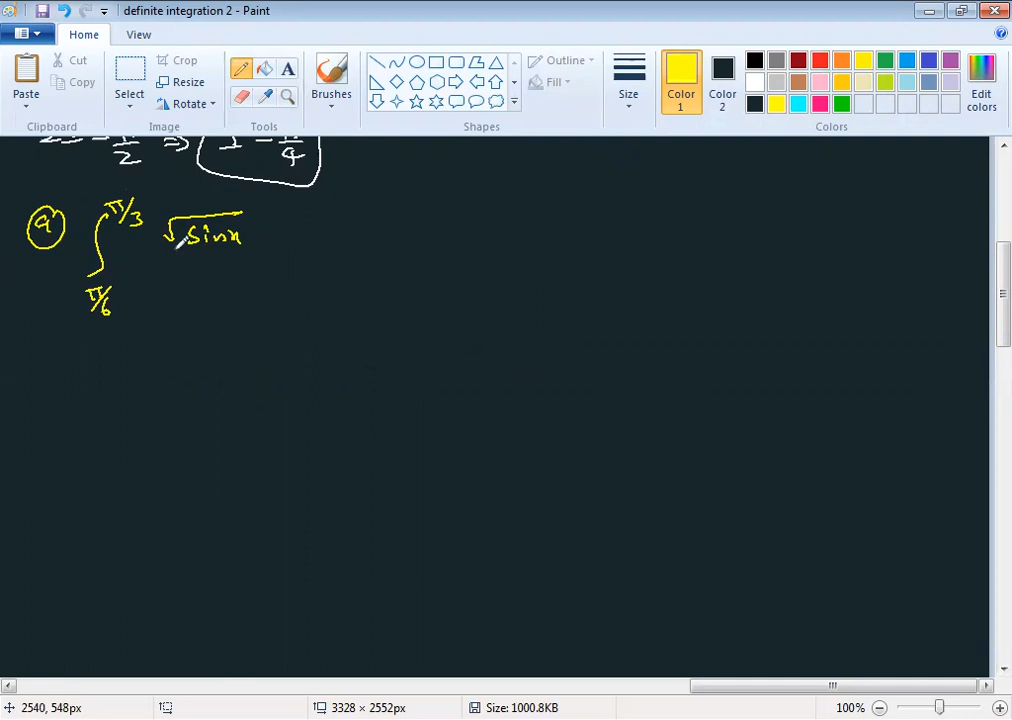 definite integration 2 - Paint
Home View
Paste
Cut
Copy
Clipboard
Select
Crop
Resize
Rotate
Image
A
Tools
Brushes
Shapes
Outline
Fill
Size
Color 1
Color 2
Edit colors
Colors
π/2 ⇒ π/4
∫ π/3 √sinx
π/6
2540, 548px
3328 × 2552px
Size: 1000.8KB
100%